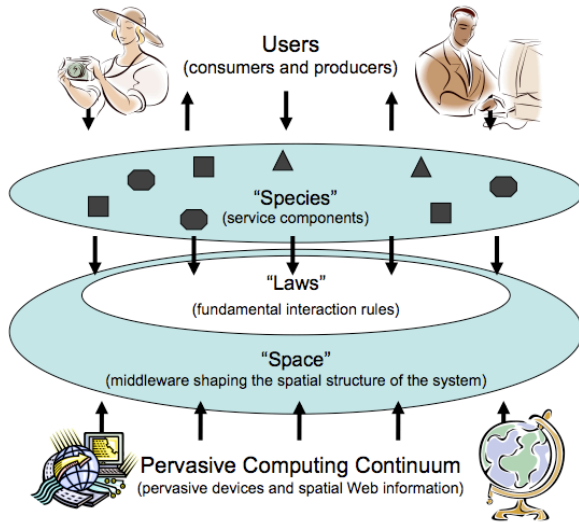 Users
(consumers and producers)
“Species”
(service components)
“Laws”
(fundamental interaction rules)
“Space”
(middleware shaping the spatial structure of the system)
Pervasive Computing Continuum
(pervasive devices and spatial Web information)